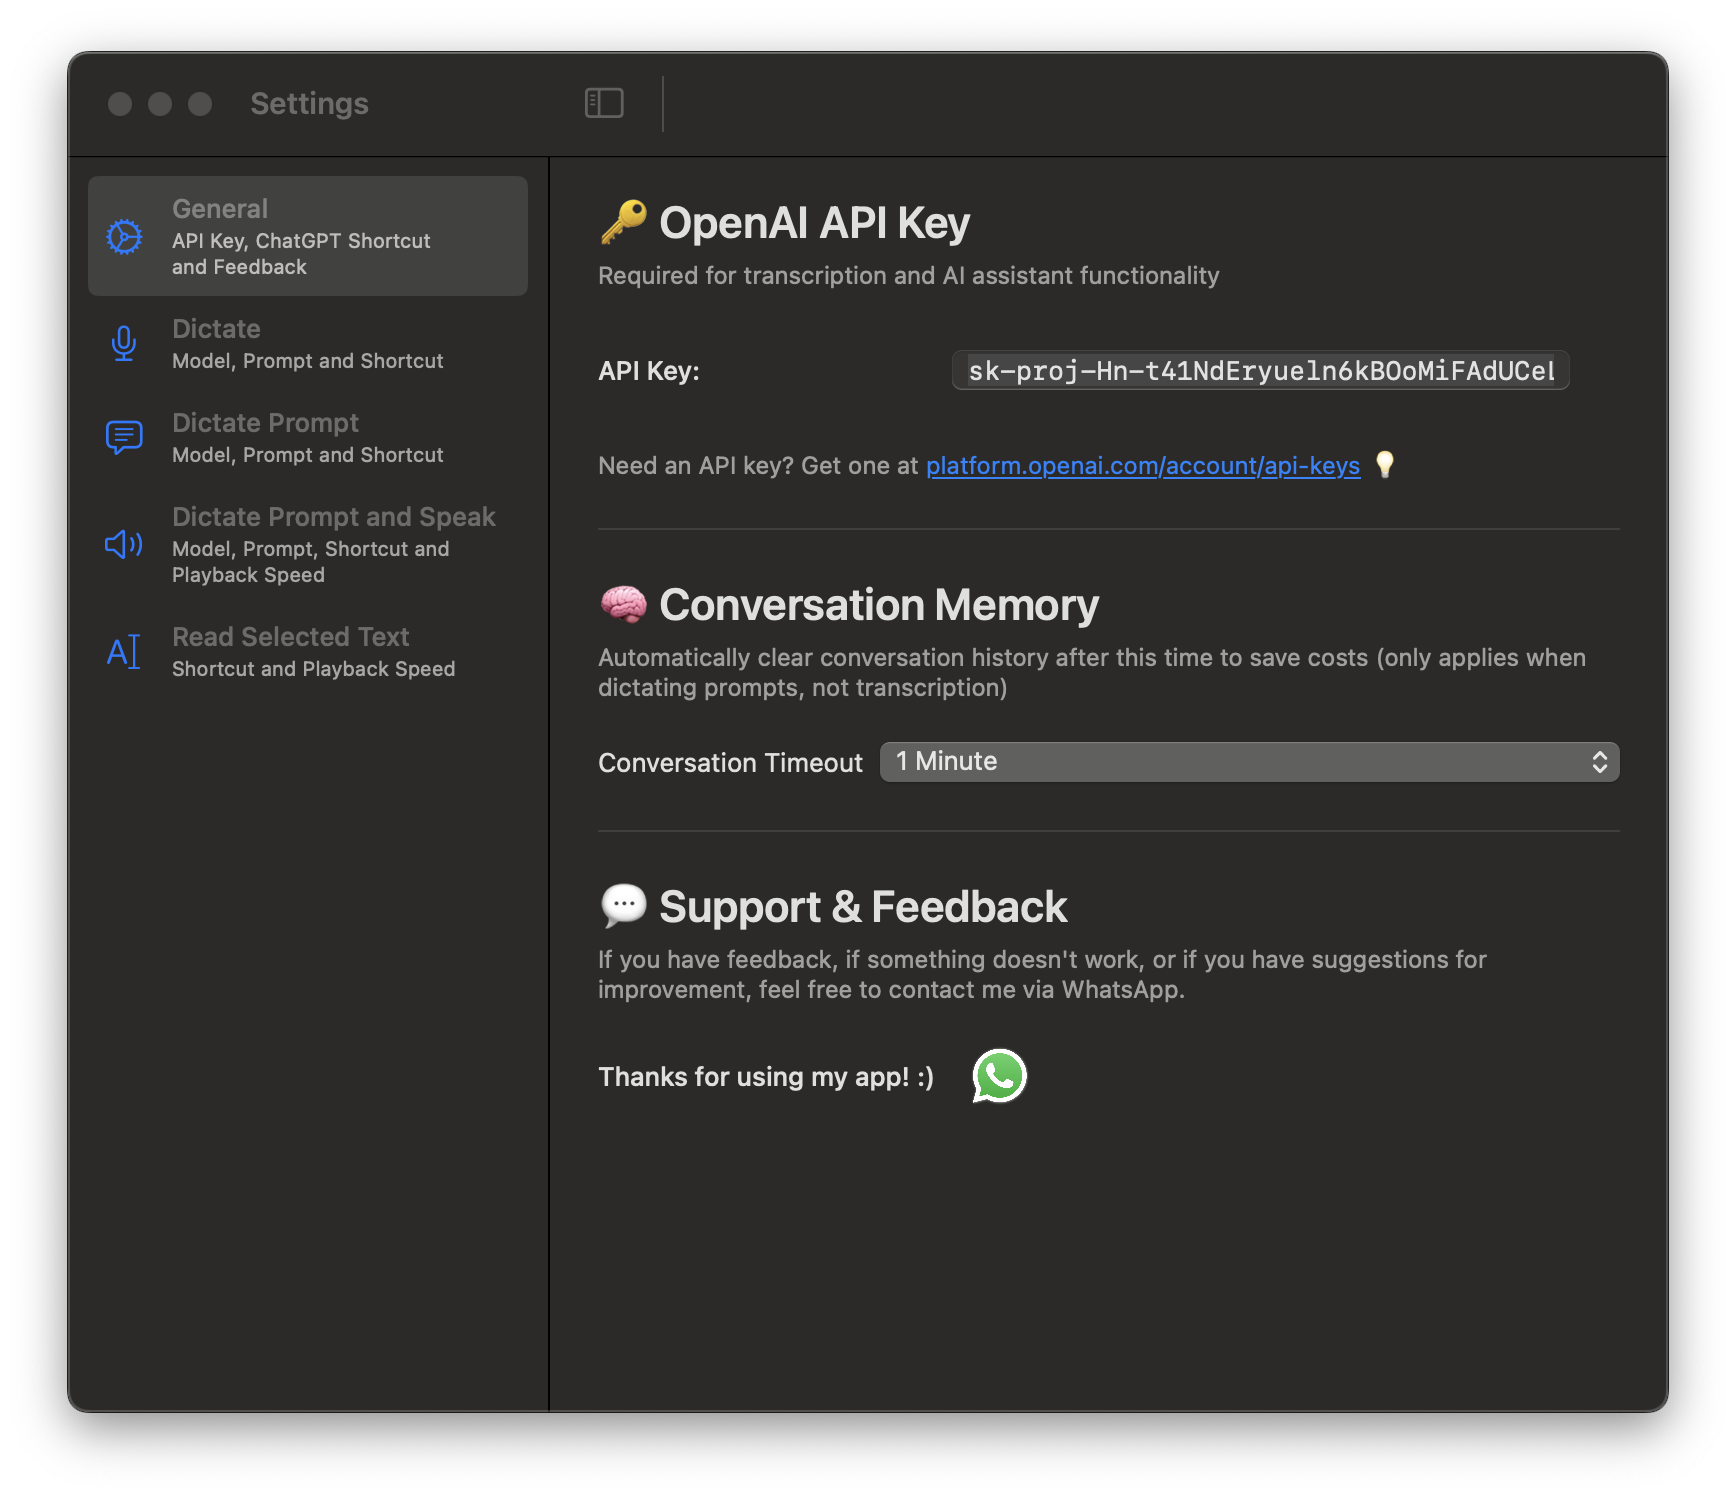 Settings
General
API Key, ChatGPT Shortcut
and Feedback
Dictate
Model, Prompt and Shortcut
Dictate Prompt
Model, Prompt and Shortcut
Dictate Prompt and Speak
Model, Prompt, Shortcut and
Playback Speed
Read Selected Text
Shortcut and Playback Speed
🔑 OpenAI API Key
Required for transcription and AI assistant functionality
API Key:
Need an API key? Get one at platform.openai.com/account/api-keys 💡
🧠 Conversation Memory
Automatically clear conversation history after this time to save costs (only applies when
dictating prompts, not transcription)
Conversation Timeout 1 Minute
💬 Support & Feedback
If you have feedback, if something doesn't work, or if you have suggestions for
improvement, feel free to contact me via WhatsApp.
Thanks for using my app! :)